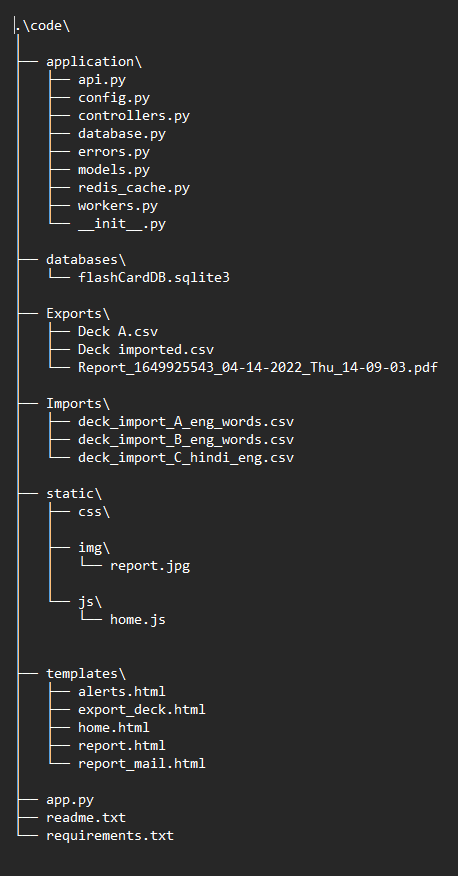 .\code\
├── application\
│   ├── api.py
│   ├── config.py
│   ├── controllers.py
│   ├── database.py
│   ├── errors.py
│   ├── models.py
│   ├── redis_cache.py
│   ├── workers.py
│   └── __init__.py
├── databases\
│   └── flashCardDB.sqlite3
├── Exports\
│   ├── Deck A.csv
│   ├── Deck imported.csv
│   └── Report_1649925543_04-14-2022_Thu_14-09-03.pdf
├── Imports\
│   ├── deck_import_A_eng_words.csv
│   ├── deck_import_B_eng_words.csv
│   └── deck_import_C_hindi_eng.csv
├── static\
│   ├── css\
│   ├── img\
│   │   └── report.jpg
│   └── js\
│       └── home.js
├── templates\
│   ├── alerts.html
│   ├── export_deck.html
│   ├── home.html
│   ├── report.html
│   └── report_mail.html
├── app.py
├── readme.txt
└── requirements.txt